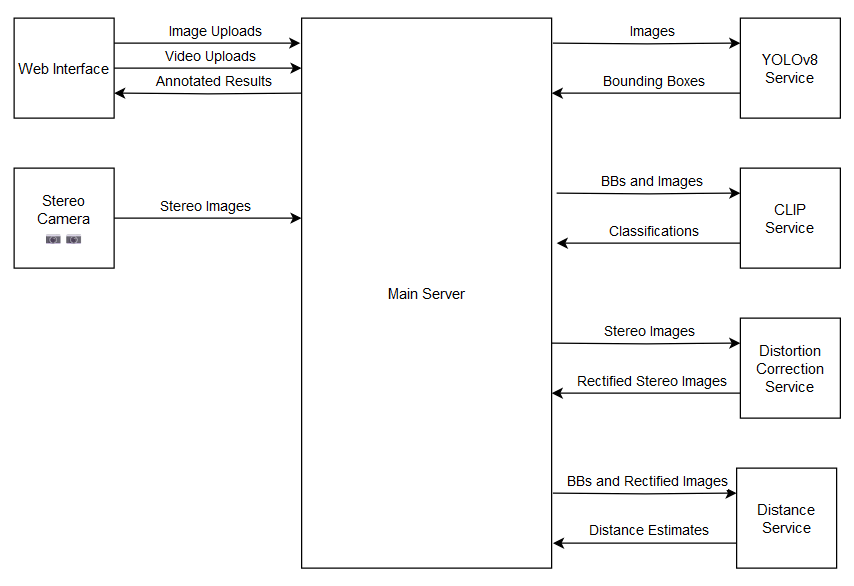 Image Uploads
Video Uploads
Annotated Results
Web Interface
Stereo
Camera
Stereo Images
Main Server
Images
Bounding Boxes
YOLOv8
Service
BBs and Images
Classifications
CLIP
Service
Stereo Images
Rectified Stereo Images
Distortion
Correction
Service
BBs and Rectified Images
Distance Estimates
Distance
Service